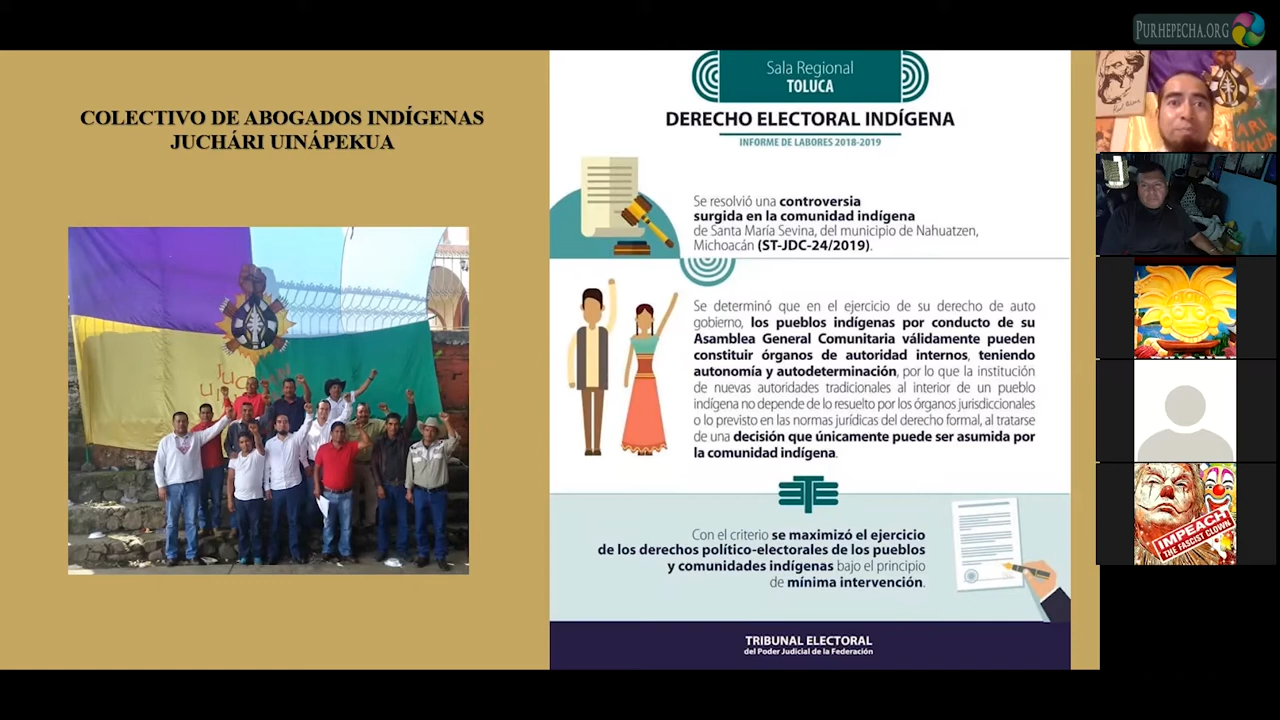 PURHEPECHA.ORG
COLECTIVO DE ABOGADOS INDÍGENAS
JUCHÁRI UINÁPEKUA
Sala Regional
TOLUCA
DERECHO ELECTORAL INDÍGENA
INFORME DE LABORES 2018-2019
Se resolvió una controversia
surgida en la comunidad indígena
de Santa María Sevina, del municipio de Nahuatzen,
Michoacán (ST-JDC-24/2019).
Se determinó que en el ejercicio de su derecho de auto
gobierno, los pueblos indígenas por conducto de su
Asamblea General Comunitaria válidamente pueden
constituir órganos de autoridad internos, teniendo
autonomía y autodeterminación, por lo que la institución
de nuevas autoridades tradicionales al interior de un pueblo
indígena no depende de lo resuelto por los órganos jurisdiccionales
o lo previsto en las normas jurídicas del derecho formal, al tratarse
de una decisión que únicamente puede ser asumida por
la comunidad indígena.
Con el criterio se maximizó el ejercicio
de los derechos político-electorales de los pueblos
y comunidades indígenas bajo el principio
de mínima intervención.
TRIBUNAL ELECTORAL
del Poder Judicial de la Federación
IMPEACH
THE FASCIST CLOWN